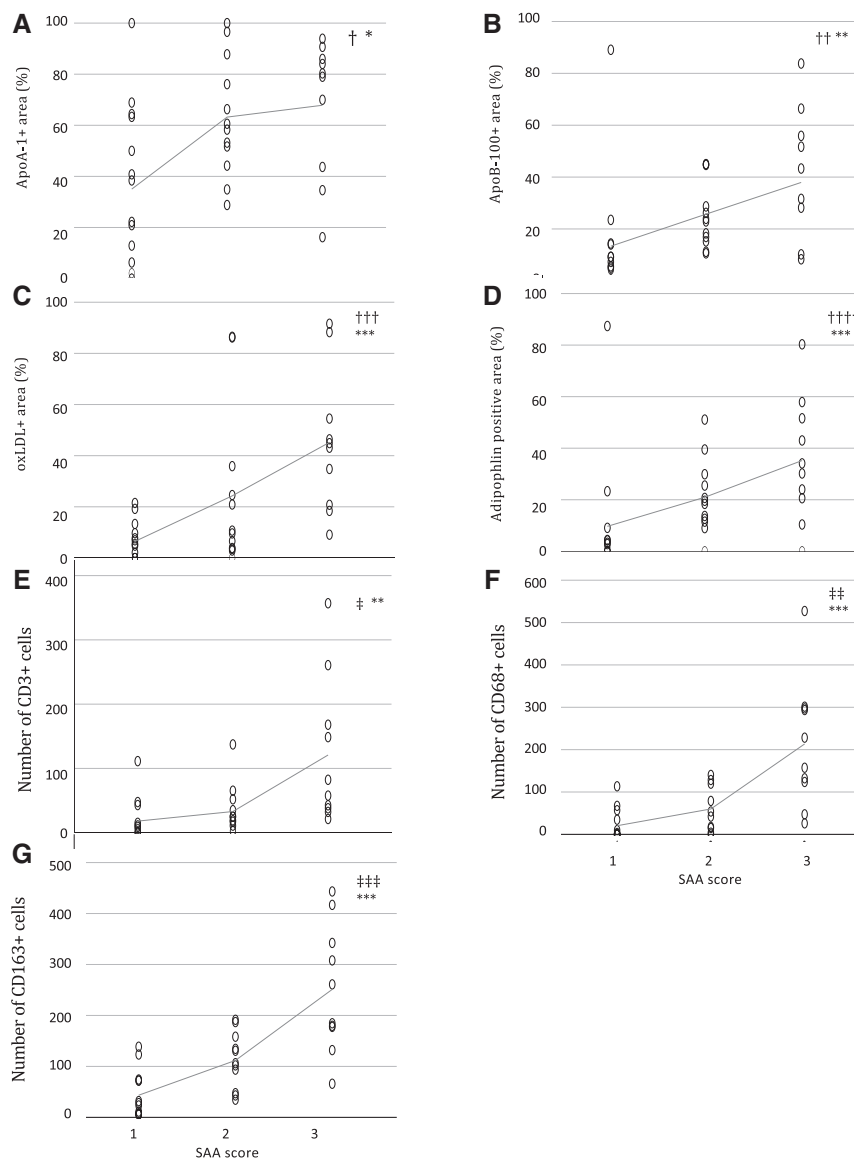 A
ApoA-1+ area (%)
100
80
60
40
20
0
† *
B
ApoB-100+ area (%)
100
80
60
40
20
†† **
C
oxLDL+ area (%)
100
80
60
40
20
0
†††
***
D
Adipophlin positive area (%)
100
80
60
40
20
0
††††
***
E
Number of CD3+ cells
400
300
200
100
0
‡ **
F
Number of CD68+ cells
600
500
400
300
200
100
0
‡‡
***
1 2 3
SAA score
G
Number of CD163+ cells
500
400
300
200
100
0
‡‡‡
***
1 2 3
SAA score